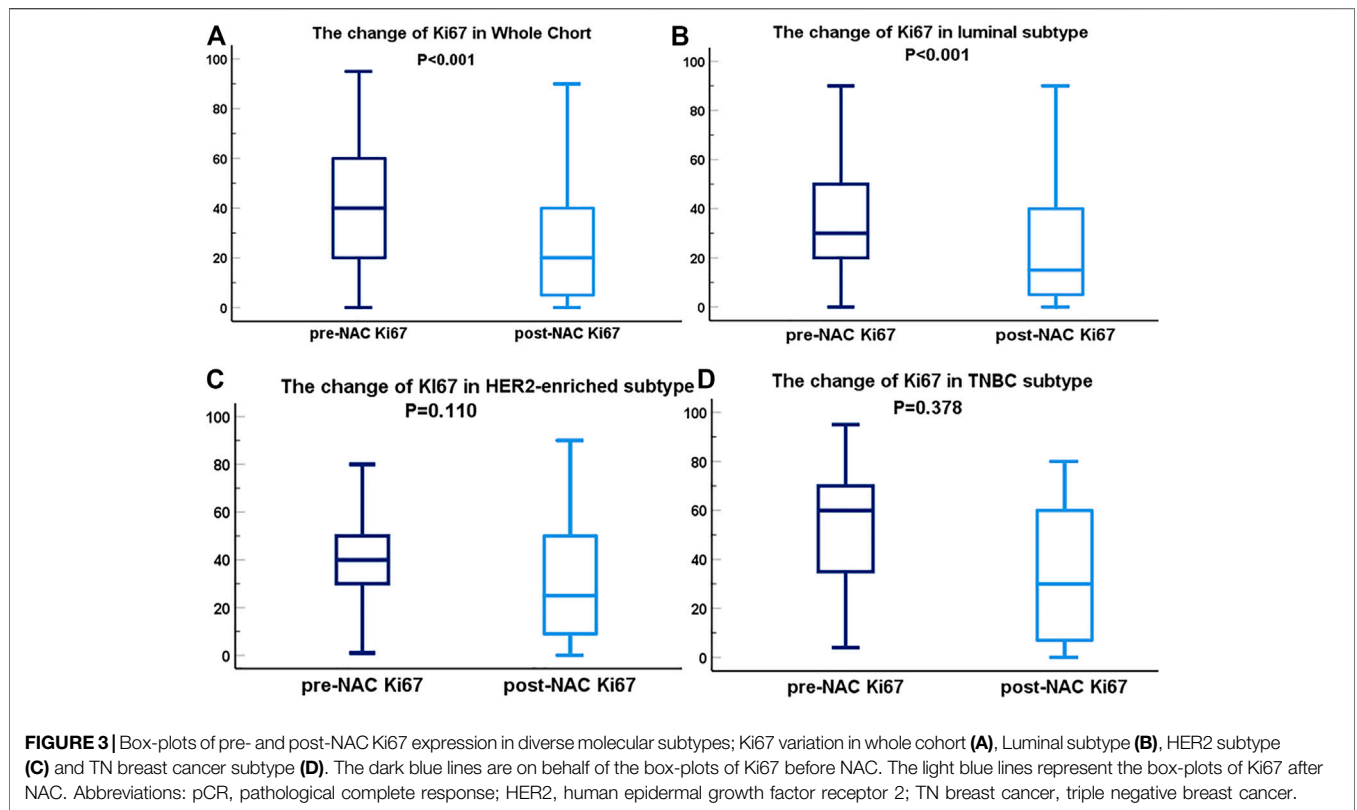 A
The change of Ki67 in Whole Chort
P<0.001
100
80
60
40
20
0
pre-NAC Ki67 post-NAC Ki67
B
The change of Ki67 in luminal subtype
P<0.001
100
80
60
40
20
0
pre-NAC Ki67 post-NAC Ki67
C
The change of KI67 in HER2-enriched subtype
P=0.110
100
80
60
40
20
0
pre-NAC Ki67 post-NAC Ki67
D
The change of Ki67 in TNBC subtype
P=0.378
100
80
60
40
20
0
pre-NAC Ki67 post-NAC Ki67
FIGURE 3 | Box-plots of pre- and post-NAC Ki67 expression in diverse molecular subtypes; Ki67 variation in whole cohort (A), Luminal subtype (B), HER2 subtype
(C) and TN breast cancer subtype (D). The dark blue lines are on behalf of the box-plots of Ki67 before NAC. The light blue lines represent the box-plots of Ki67 after
NAC. Abbreviations: pCR, pathological complete response; HER2, human epidermal growth factor receptor 2; TN breast cancer, triple negative breast cancer.